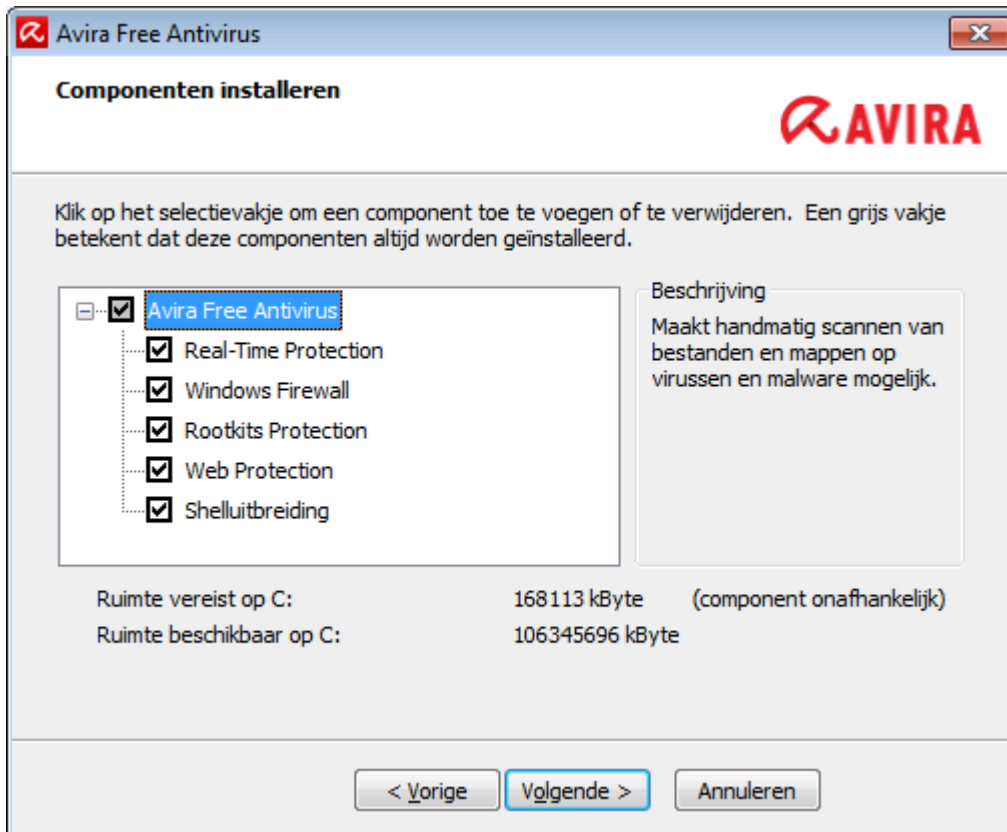 Avira Free Antivirus
Componenten installeren
AVIRA
Klik op het selectievakje om een component toe te voegen of te verwijderen. Een grijs vakje
betekent dat deze componenten altijd worden geïnstalleerd.
Avira Free Antivirus
Real-Time Protection
Windows Firewall
Rootkits Protection
Web Protection
Shelluitbreiding
Beschrijving
Maakt handmatig scannen van
bestanden en mappen op
virussen en malware mogelijk.
Ruimte vereist op C: 168113 kByte (component onafhankelijk)
Ruimte beschikbaar op C: 106345696 kByte
< Vorige Volgende > Annuleren